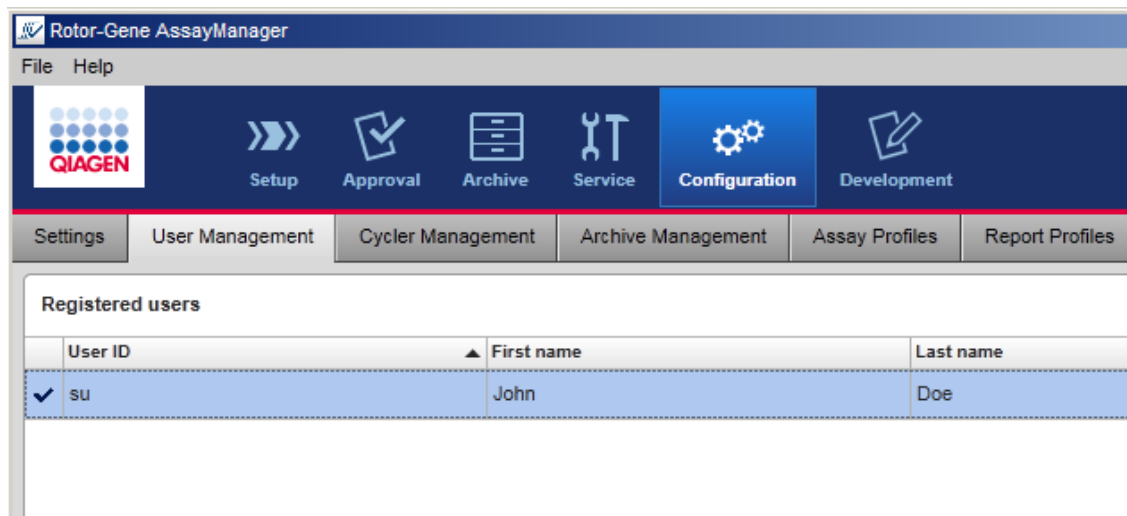 Rotor-Gene AssayManager
File Help
QIAGEN
Setup Approval Archive Service Configuration Development
Settings User Management Cycler Management Archive Management Assay Profiles Report Profiles
Registered users
User ID First name Last name
su John Doe